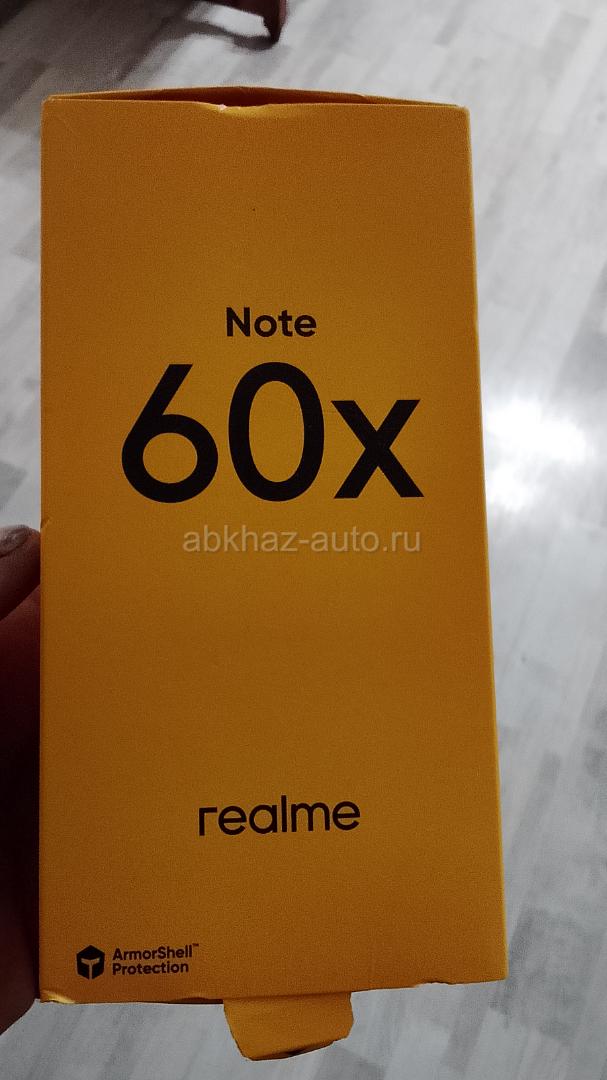 Note
60x
abkhaz-auto.ru
realme
ArmorShell™
Protection